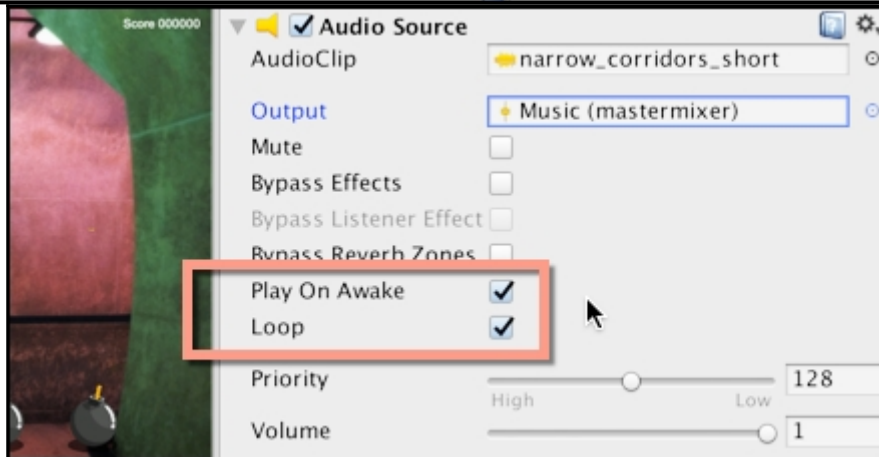 Score 000000
Audio Source
AudioClip narrow_corridors_short
Output Music (mastermixer)
Mute
Bypass Effects
Bypass Listener Effect
Bypass Reverb Zones
Play On Awake
Loop
Priority 128
High Low
Volume 1